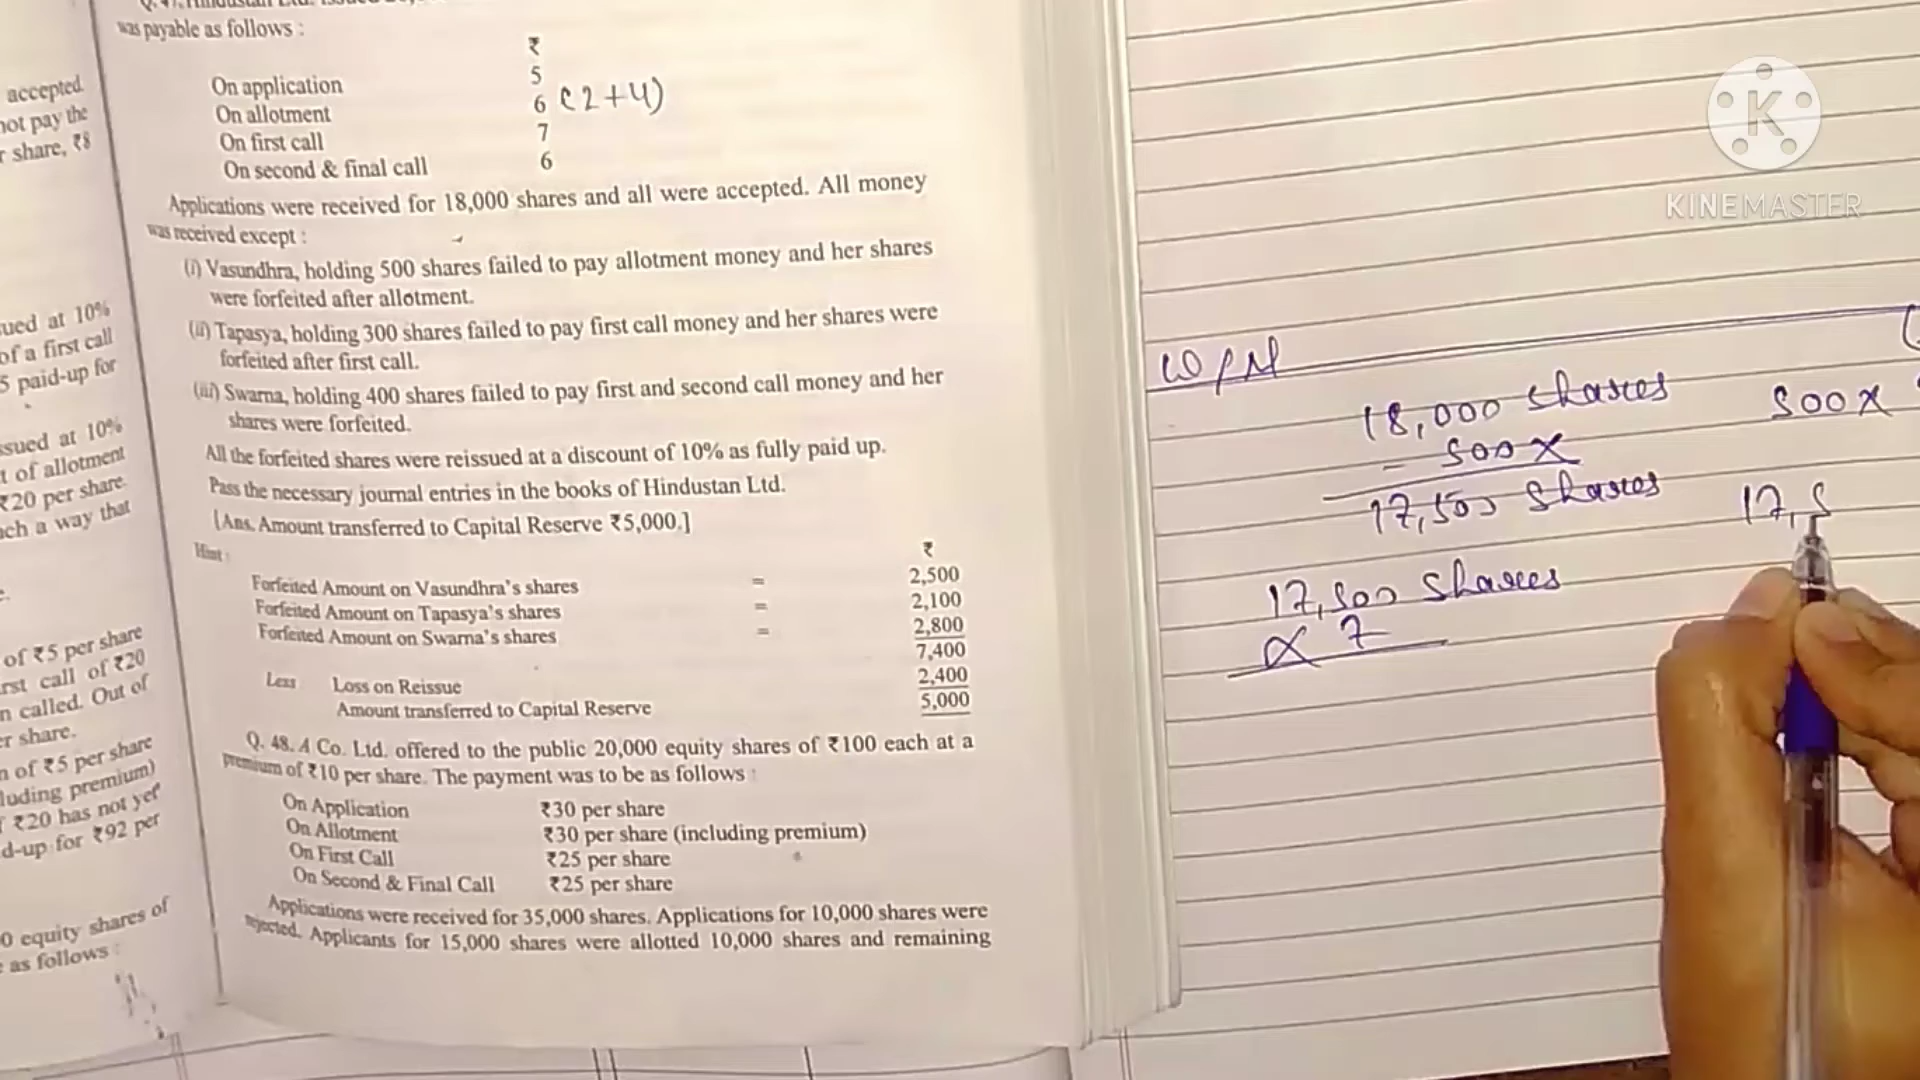 was payable as follows :
₹
On application 5
On allotment 6 (2+4)
On first call 7
On second & final call 6
Applications were received for 18,000 shares and all were accepted. All money
was received except :
(i) Vasundhra, holding 500 shares failed to pay allotment money and her shares
were forfeited after allotment.
(ii) Tapasya, holding 300 shares failed to pay first call money and her shares were
forfeited after first call.
(iii) Swarna, holding 400 shares failed to pay first and second call money and her
shares were forfeited.
All the forfeited shares were reissued at a discount of 10% as fully paid up.
Pass the necessary journal entries in the books of Hindustan Ltd.
[Ans. Amount transferred to Capital Reserve ₹5,000.]
Hint :
₹
Forfeited Amount on Vasundhra's shares = 2,500
Forfeited Amount on Tapasya's shares = 2,100
Forfeited Amount on Swarna's shares = 2,800
7,400
Less Loss on Reissue 2,400
Amount transferred to Capital Reserve 5,000
Q. 48. A Co. Ltd. offered to the public 20,000 equity shares of ₹100 each at a
premium of ₹10 per share. The payment was to be as follows :
On Application ₹30 per share
On Allotment ₹30 per share (including premium)
On First Call ₹25 per share
On Second & Final Call ₹25 per share
Applications were received for 35,000 shares. Applications for 10,000 shares were
rejected. Applicants for 15,000 shares were allotted 10,000 shares and remaining
accepted.
not pay the
r share, ₹8
sued at 10%
of a first call
5 paid-up for
ssued at 10%
t of allotment
₹20 per share
ch a way that
of ₹5 per share
rst call of ₹20
n called. Out of
er share.
n of ₹5 per share
luding premium)
f ₹20 has not yet
d-up for ₹92 per
0 equity shares of
as follows :
W/N
18,000 shares
- 500 x
17,500 shares
17,500 shares
x 7
500 x
17, 5
K
KINEMASTER